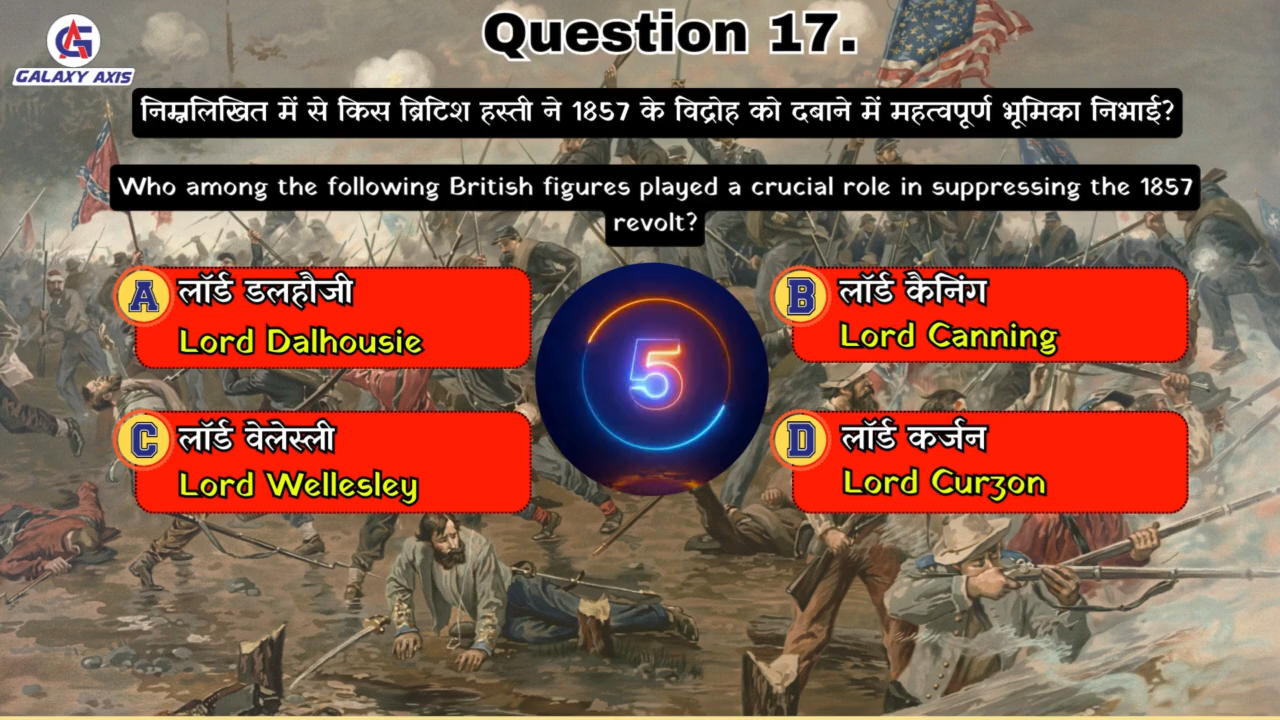 Question 17.
GALAXY AXIS
निम्नलिखित में से किस ब्रिटिश हस्ती ने 1857 के विद्रोह को दबाने में महत्वपूर्ण भूमिका निभाई?
Who among the following British figures played a crucial role in suppressing the 1857
revolt?
A लॉर्ड डलहौजी
Lord Dalhousie
B लॉर्ड कैनिंग
Lord Canning
5
C लॉर्ड वेलेस्ली
Lord Wellesley
D लॉर्ड कर्जन
Lord Curzon